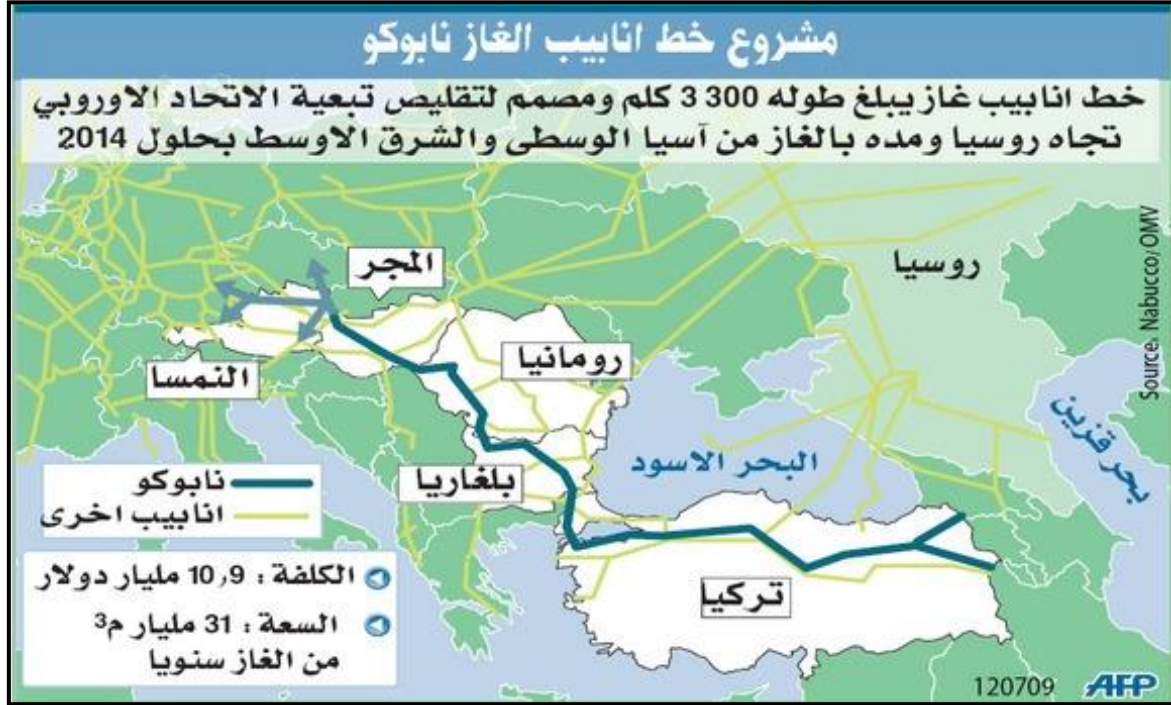 مشروع خط انابيب الغاز نابوكو
خط انابيب غاز يبلغ طوله 300 3 كلم ومصمم لتقليص تبعية الاتحاد الاوروبي
تجاه روسيا ومده بالغاز من آسيا الوسطى والشرق الاوسط بحلول 2014
Source: Nabucco/OMV
روسيا
المجر
رومانيا
النمسا
بحر قزين
البحر الاسود
بلغاريا
نابوكو
انابيب اخرى
تركيا
الكلفة : 10,9 مليار دولار
السعة : 31 مليار م³
من الغاز سنويا
120709 AFP